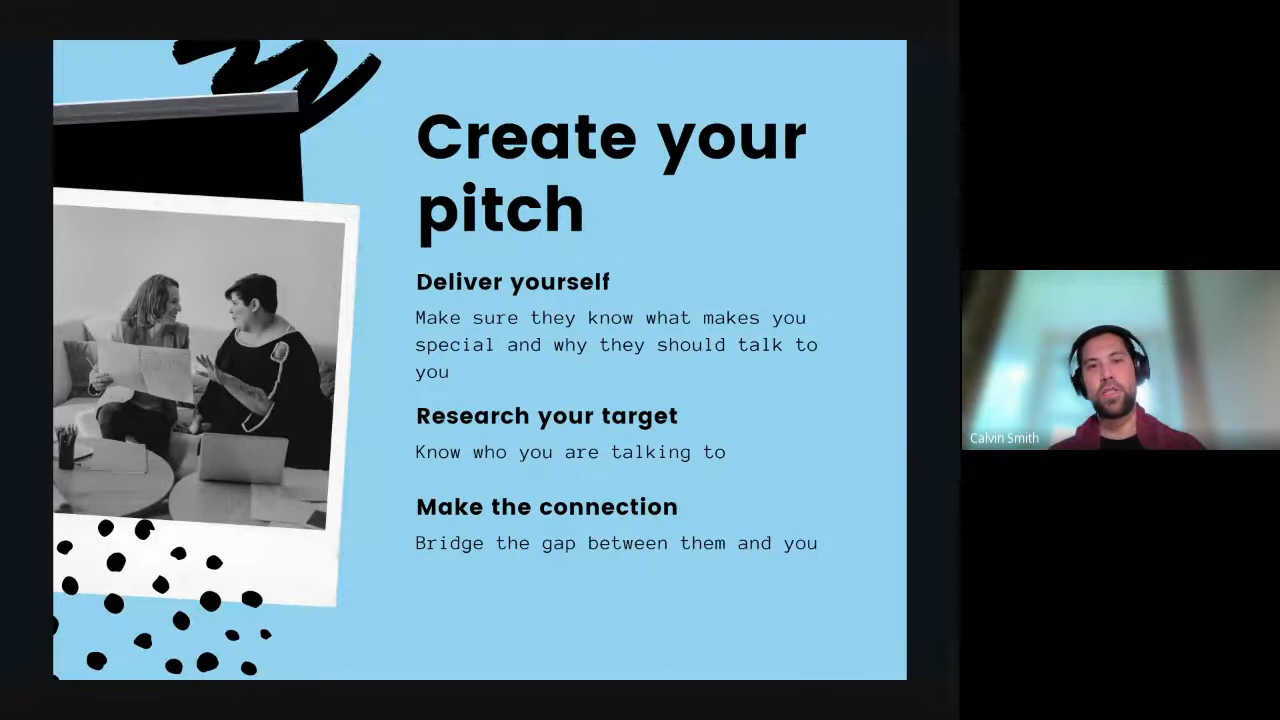 Create your
pitch
Deliver yourself
Make sure they know what makes you
special and why they should talk to
you
Research your target
Know who you are talking to
Make the connection
Bridge the gap between them and you
Calvin Smith